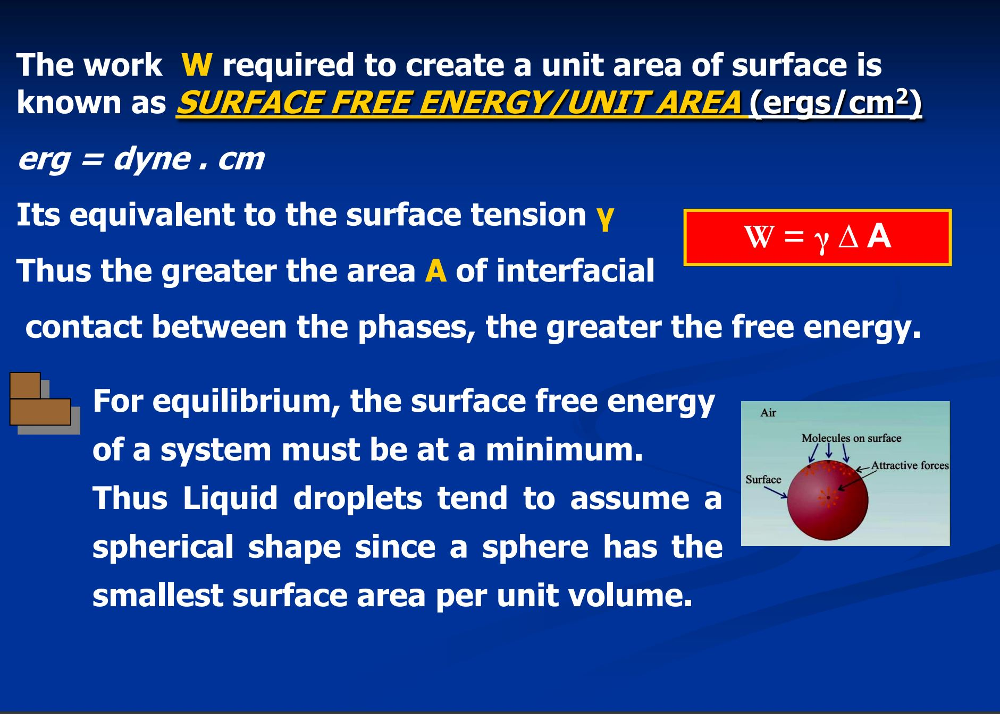 The work W required to create a unit area of surface is
known as SURFACE FREE ENERGY/UNIT AREA (ergs/cm²)
erg = dyne . cm
Its equivalent to the surface tension γ
W = γ Δ A
Thus the greater the area A of interfacial
contact between the phases, the greater the free energy.
For equilibrium, the surface free energy
of a system must be at a minimum.
Thus Liquid droplets tend to assume a
spherical shape since a sphere has the
smallest surface area per unit volume.
Air
Molecules on surface
Attractive forces
Surface